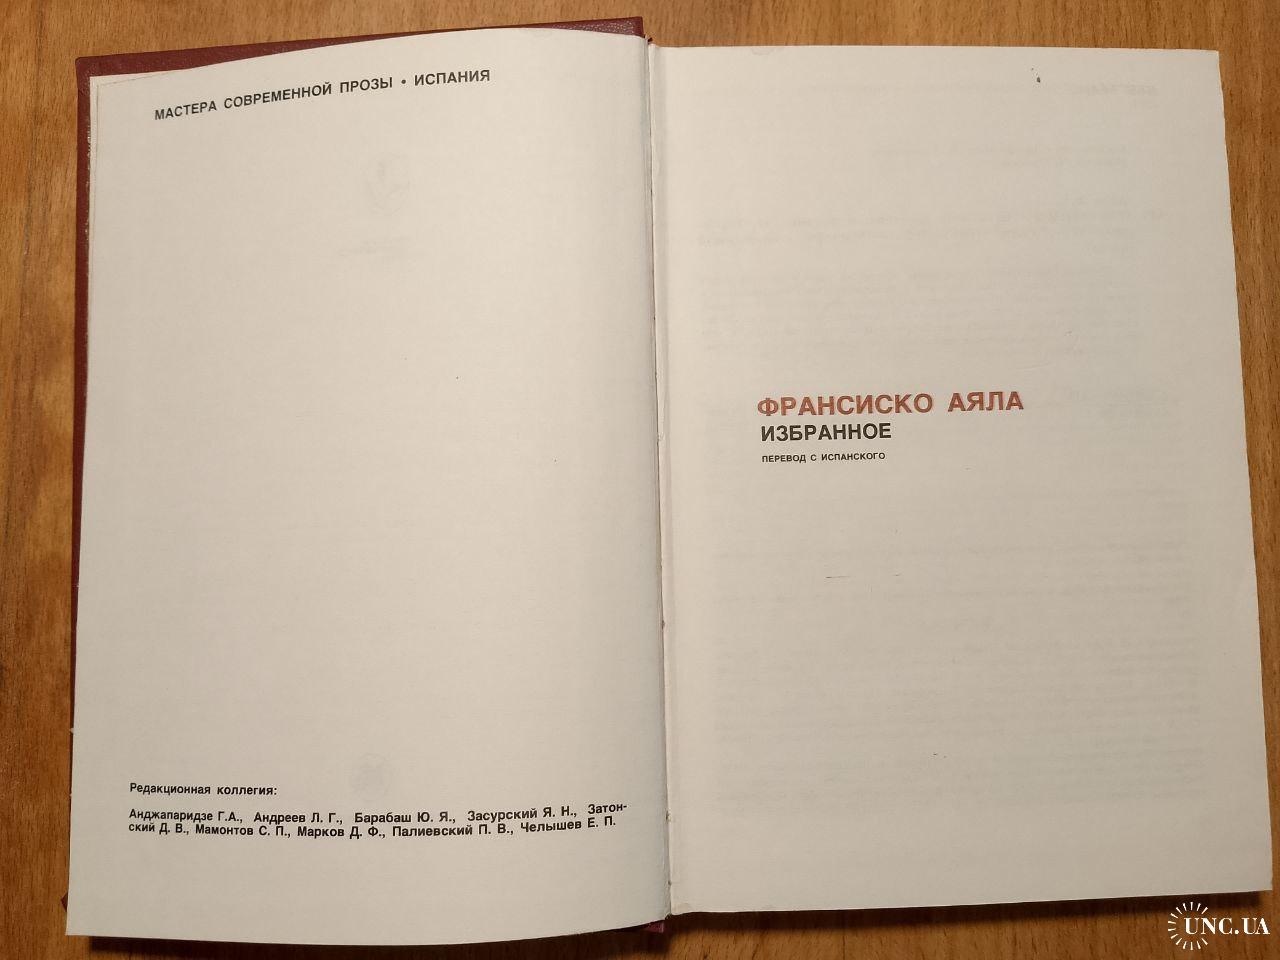 МАСТЕРА СОВРЕМЕННОЙ ПРОЗЫ • ИСПАНИЯ
Редакционная коллегия:
Анджапаридзе Г.А., Андреев Л. Г., Барабаш Ю. Я., Засурский Я. Н., Затон-
ский Д. В., Мамонтов С. П., Марков Д. Ф., Палиевский П. В., Челышев Е. П.
ФРАНСИСКО АЯЛА
ИЗБРАННОЕ
ПЕРЕВОД С ИСПАНСКОГО
UNC.UA